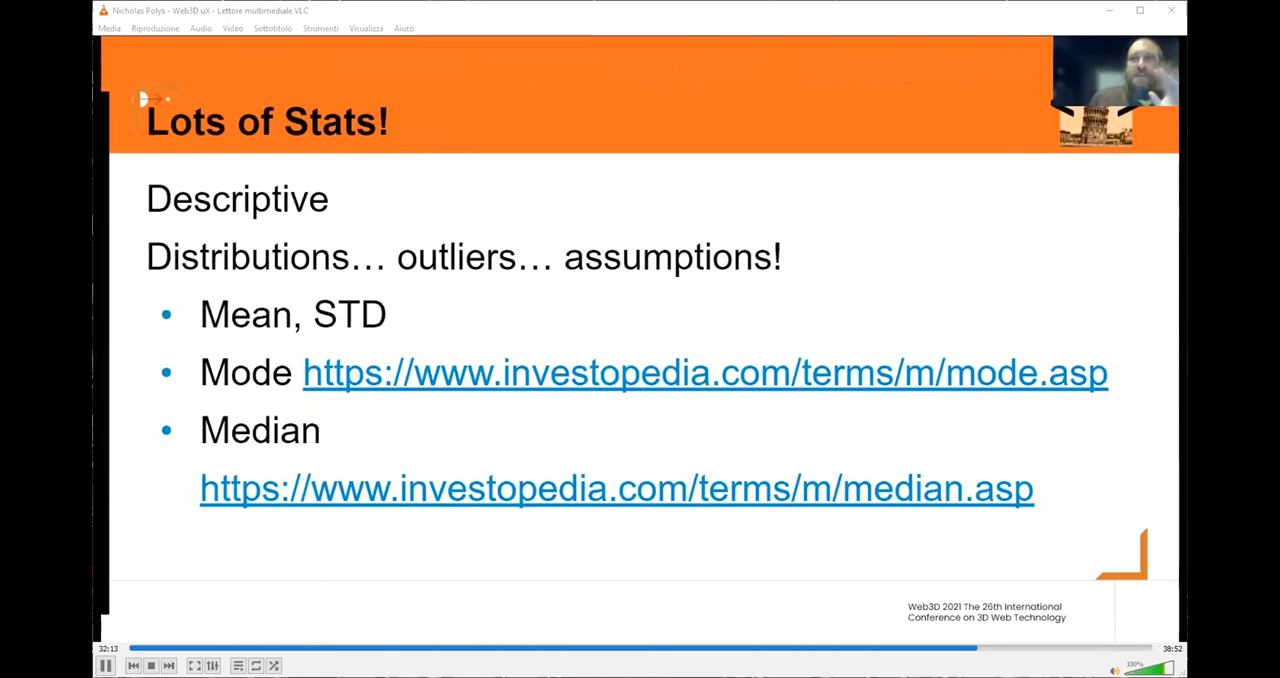 Nicholas Polys - Web3D uX - Lettore multimediale VLC
Media Riproduzione Audio Video Sottotitolo Strumenti Visualizza Aiuto
Lots of Stats!
Descriptive
Distributions… outliers… assumptions!
• Mean, STD
• Mode https://www.investopedia.com/terms/m/mode.asp
• Median
https://www.investopedia.com/terms/m/median.asp
Web3D 2021 The 26th International
Conference on 3D Web Technology
32:13 38:52
100%